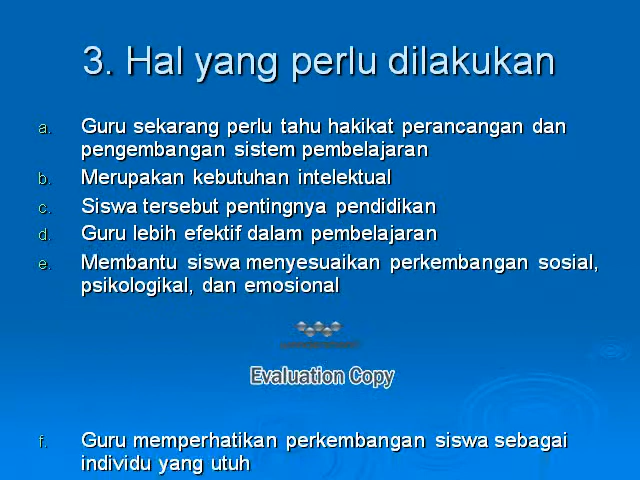 3. Hal yang perlu dilakukan
a. Guru sekarang perlu tahu hakikat perancangan dan
pengembangan sistem pembelajaran
b. Merupakan kebutuhan intelektual
c. Siswa tersebut pentingnya pendidikan
d. Guru lebih efektif dalam pembelajaran
e. Membantu siswa menyesuaikan perkembangan sosial,
psikologikal, dan emosional
Evaluation Copy
f. Guru memperhatikan perkembangan siswa sebagai
individu yang utuh